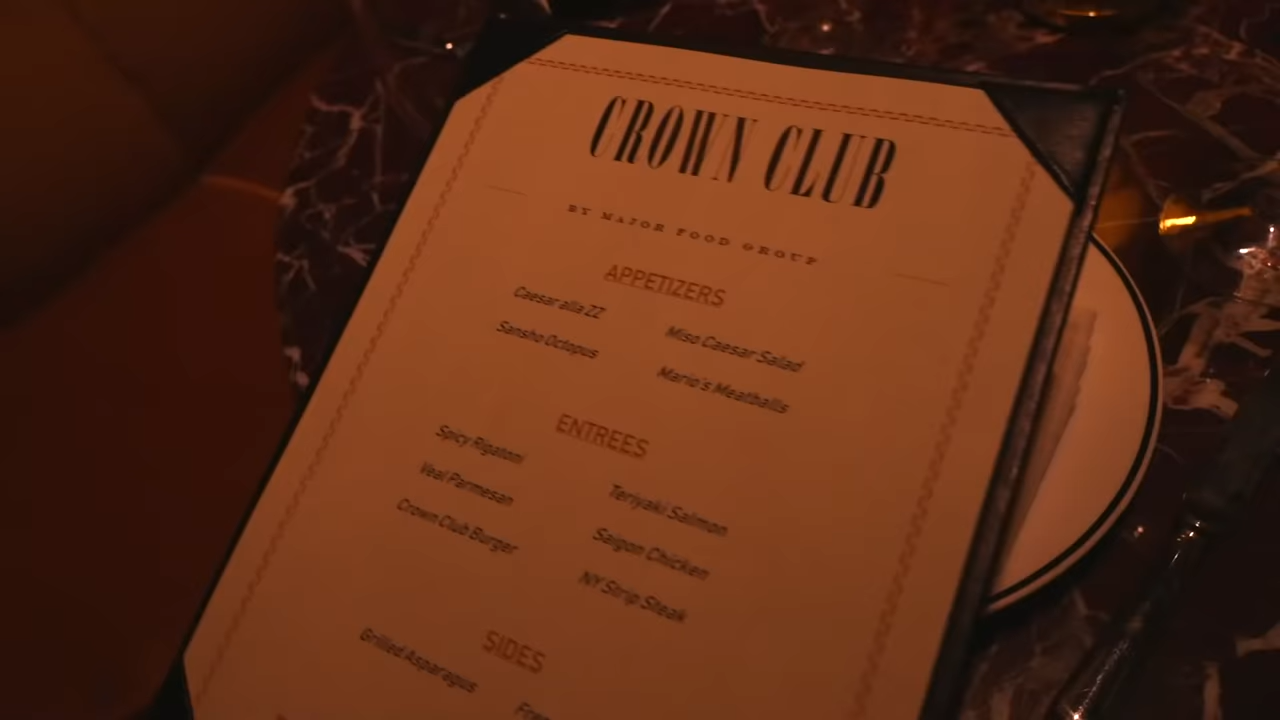 CROWN CLUB
BY MAJOR FOOD GROUP
APPETIZERS
Caesar alla ZZ
Miso Caesar Salad
Sansho Octopus
Mario's Meatballs
ENTREES
Spicy Rigatoni
Teriyaki Salmon
Veal Parmesan
Saigon Chicken
Crown Club Burger
NY Strip Steak
SIDES
Grilled Asparagus